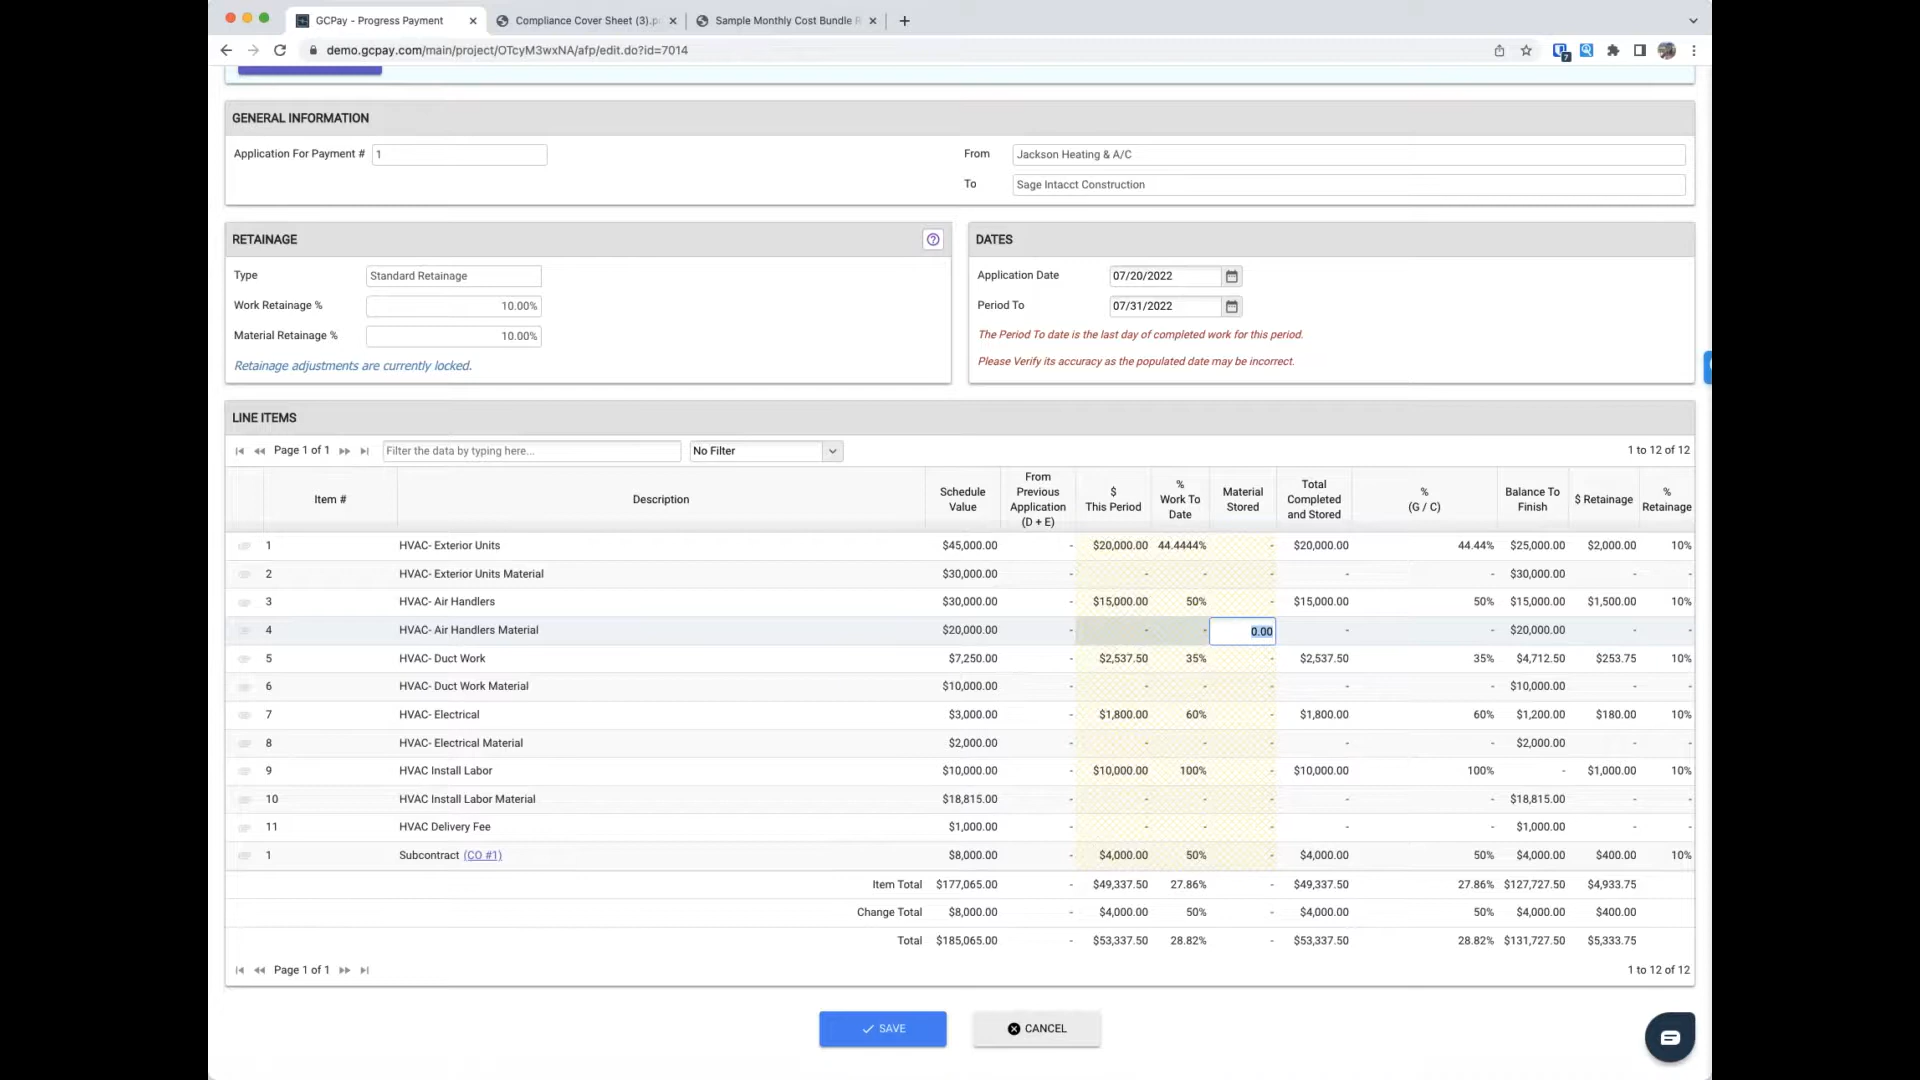 GCPay - Progress Payment
Compliance Cover Sheet (3).p
Sample Monthly Cost Bundle R
demo.gcpay.com/main/project/OTcyM3wxNA/afp/edit.do?id=7014
7
GENERAL INFORMATION
Application For Payment # 1
From Jackson Heating & A/C
To Sage Intacct Construction
RETAINAGE
Type Standard Retainage
Work Retainage % 10.00%
Material Retainage % 10.00%
Retainage adjustments are currently locked.
DATES
Application Date 07/20/2022
Period To 07/31/2022
The Period To date is the last day of completed work for this period.
Please Verify its accuracy as the populated date may be incorrect.
LINE ITEMS
Page 1 of 1 Filter the data by typing here... No Filter 1 to 12 of 12
Item # Description Schedule Value From Previous Application (D + E) $ This Period % Work To Date Material Stored Total Completed and Stored % (G / C) Balance To Finish $ Retainage % Retainage
1 HVAC- Exterior Units $45,000.00 - $20,000.00 44.4444% - $20,000.00 44.44% $25,000.00 $2,000.00 10%
2 HVAC- Exterior Units Material $30,000.00 - - - - - - $30,000.00 - -
3 HVAC- Air Handlers $30,000.00 - $15,000.00 50% - $15,000.00 50% $15,000.00 $1,500.00 10%
4 HVAC- Air Handlers Material $20,000.00 - - - 0.00 - - $20,000.00 - -
5 HVAC- Duct Work $7,250.00 - $2,537.50 35% - $2,537.50 35% $4,712.50 $253.75 10%
6 HVAC- Duct Work Material $10,000.00 - - - - - - $10,000.00 - -
7 HVAC- Electrical $3,000.00 - $1,800.00 60% - $1,800.00 60% $1,200.00 $180.00 10%
8 HVAC- Electrical Material $2,000.00 - - - - - - $2,000.00 - -
9 HVAC Install Labor $10,000.00 - $10,000.00 100% - $10,000.00 100% - $1,000.00 10%
10 HVAC Install Labor Material $18,815.00 - - - - - - $18,815.00 - -
11 HVAC Delivery Fee $1,000.00 - - - - - - $1,000.00 - -
1 Subcontract (CO #1) $8,000.00 - $4,000.00 50% - $4,000.00 50% $4,000.00 $400.00 10%
Item Total $177,065.00 - $49,337.50 27.86% - $49,337.50 27.86% $127,727.50 $4,933.75
Change Total $8,000.00 - $4,000.00 50% - $4,000.00 50% $4,000.00 $400.00
Total $185,065.00 - $53,337.50 28.82% - $53,337.50 28.82% $131,727.50 $5,333.75
Page 1 of 1 1 to 12 of 12
SAVE CANCEL